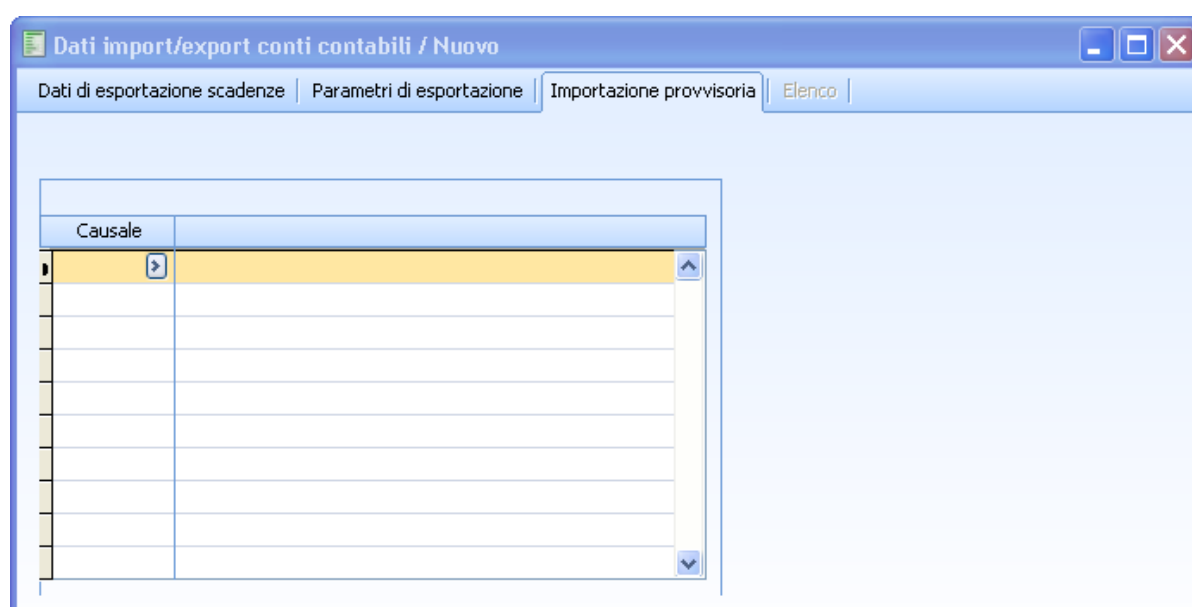 Dati import/export conti contabili / Nuovo
Dati di esportazione scadenze Parametri di esportazione Importazione provvisoria Elenco
Causale